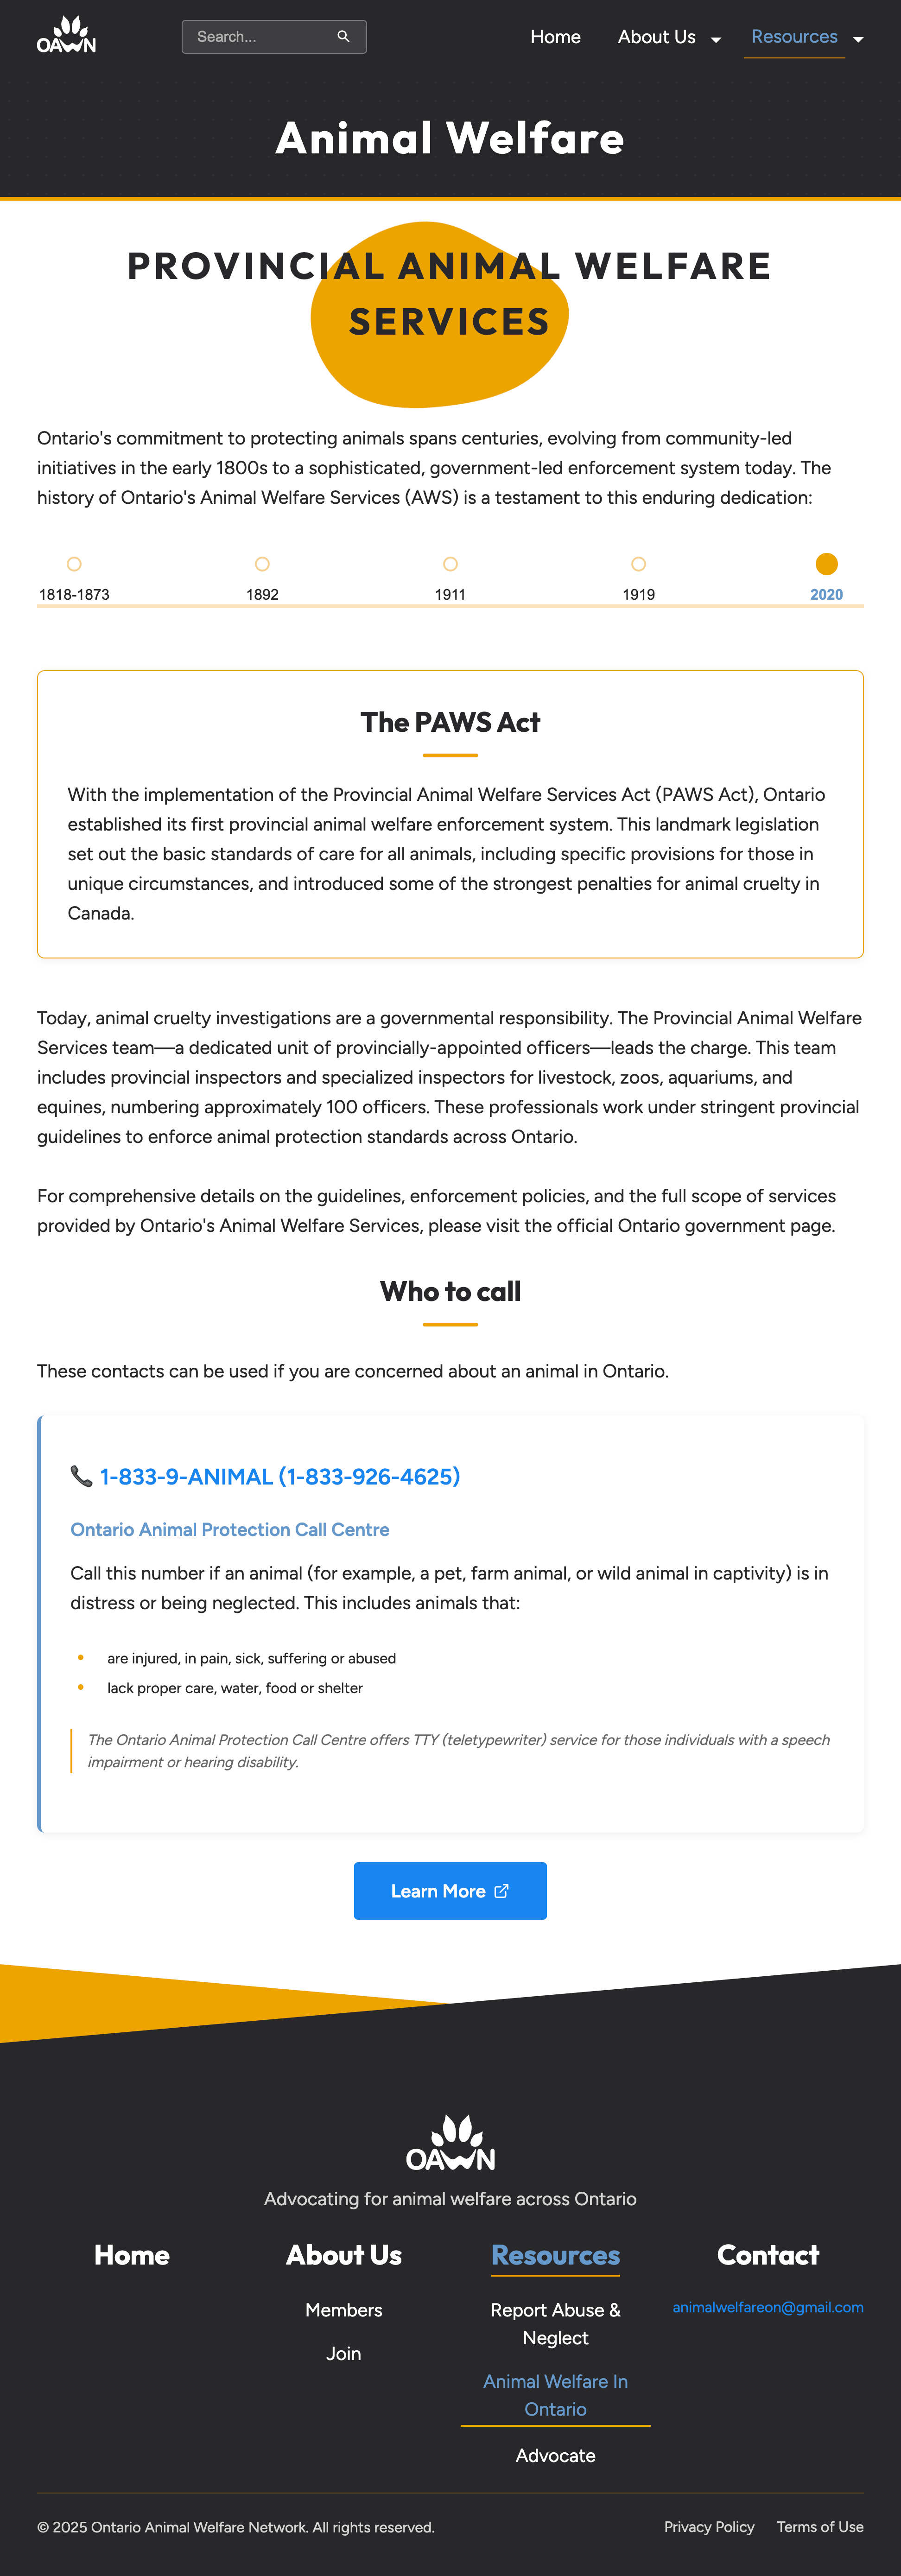 OAWN
Search...
Home
About Us
Resources
Animal Welfare
PROVINCIAL ANIMAL WELFARE
SERVICES
Ontario's commitment to protecting animals spans centuries, evolving from community-led
initiatives in the early 1800s to a sophisticated, government-led enforcement system today. The
history of Ontario's Animal Welfare Services (AWS) is a testament to this enduring dedication:
1818-1873
1892
1911
1919
2020
The PAWS Act
With the implementation of the Provincial Animal Welfare Services Act (PAWS Act), Ontario
established its first provincial animal welfare enforcement system. This landmark legislation
set out the basic standards of care for all animals, including specific provisions for those in
unique circumstances, and introduced some of the strongest penalties for animal cruelty in
Canada.
Today, animal cruelty investigations are a governmental responsibility. The Provincial Animal Welfare
Services team—a dedicated unit of provincially-appointed officers—leads the charge. This team
includes provincial inspectors and specialized inspectors for livestock, zoos, aquariums, and
equines, numbering approximately 100 officers. These professionals work under stringent provincial
guidelines to enforce animal protection standards across Ontario.
For comprehensive details on the guidelines, enforcement policies, and the full scope of services
provided by Ontario's Animal Welfare Services, please visit the official Ontario government page.
Who to call
These contacts can be used if you are concerned about an animal in Ontario.
1-833-9-ANIMAL (1-833-926-4625)
Ontario Animal Protection Call Centre
Call this number if an animal (for example, a pet, farm animal, or wild animal in captivity) is in
distress or being neglected. This includes animals that:
are injured, in pain, sick, suffering or abused
lack proper care, water, food or shelter
The Ontario Animal Protection Call Centre offers TTY (teletypewriter) service for those individuals with a speech
impairment or hearing disability.
Learn More
OAWN
Advocating for animal welfare across Ontario
Home
About Us
Members
Join
Resources
Report Abuse &
Neglect
Animal Welfare In
Ontario
Advocate
Contact
animalwelfareon@gmail.com
© 2025 Ontario Animal Welfare Network. All rights reserved.
Privacy Policy
Terms of Use